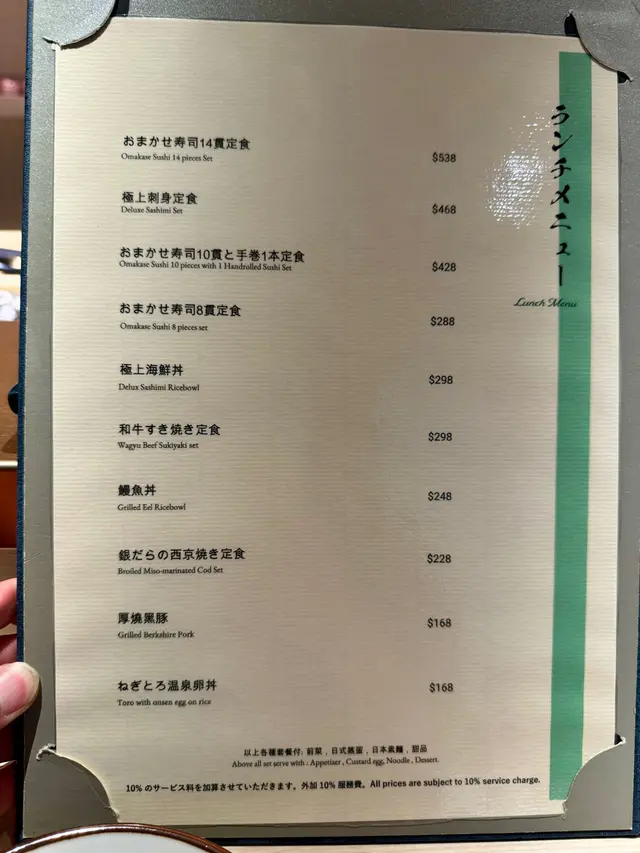 ランチメニュー
Lunch Menu
おまかせ寿司14貫定食
Omakase Sushi 14 pieces Set
$538
極上刺身定食
Deluxe Sashimi Set
$468
おまかせ寿司10貫と手巻1本定食
Omakase Sushi 10 pieces with 1 Handrolled Sushi Set
$428
おまかせ寿司8貫定食
Omakase Sushi 8 pieces set
$288
極上海鮮丼
Delux Sashimi Ricebowl
$298
和牛すき焼き定食
Wagyu Beef Sukiyaki set
$298
鰻魚丼
Grilled Eel Ricebowl
$248
銀だらの西京焼き定食
Broiled Miso-marinated Cod Set
$228
厚燒黑豚
Grilled Berkshire Pork
$168
ねぎとろ温泉卵丼
Toro with onsen egg on rice
$168
以上各種套餐付: 前菜 , 日式蒸蛋 , 日本素麵 , 甜品
Above all set serve with : Appetizer , Custard egg, Noodle , Dessert.
10% のサービス料を加算させていただきます。外加 10% 服務費。All prices are subject to 10% service charge.